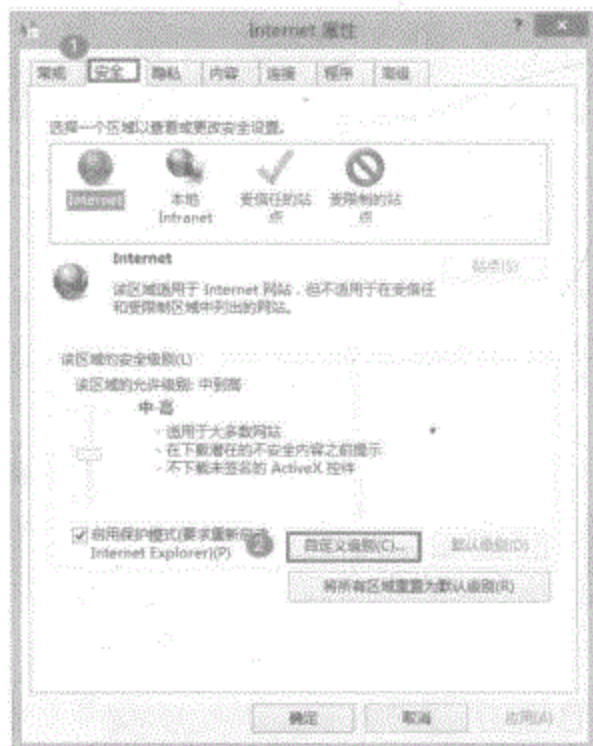 Internet 属性
?
1
常规 安全 隐私 内容 连接 程序 高级
选择一个区域以查看或更改安全设置。
Internet
本地
Intranet
受信任的站
点
受限制的站
点
Internet
站点(S)
该区域适用于 Internet 网站，但不适用于在受信任
和受限制区域中列出的网站。
该区域的安全级别(L)
该区域的允许级别: 中到高
中-高
- 适用于大多数网站
- 在下载潜在的不安全内容之前提示
- 不下载未签名的 ActiveX 控件
启用保护模式(要求重新启动
Internet Explorer)(P)
2
自定义级别(C)...
默认级别(D)
将所有区域重置为默认级别(R)
确定 取消 应用(A)